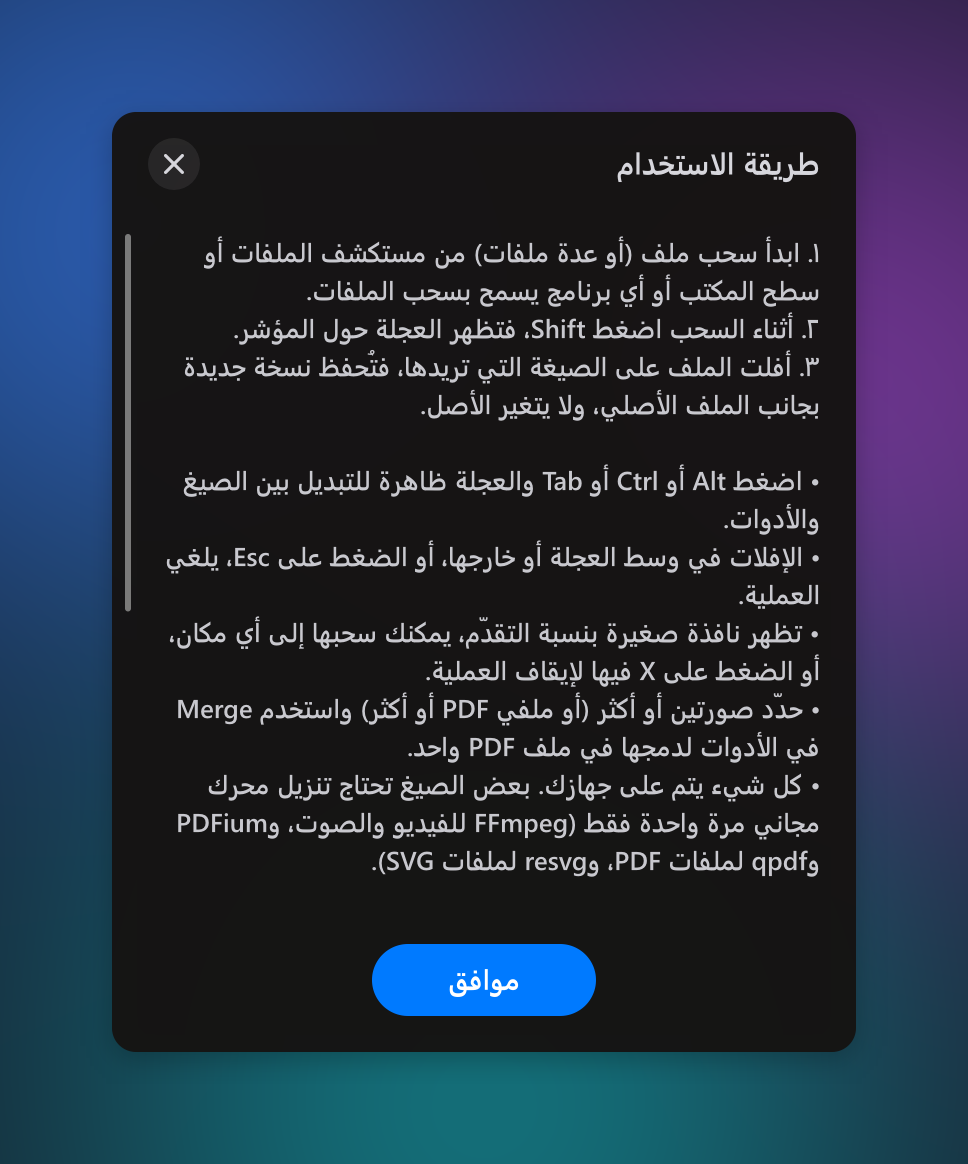 طريقة الاستخدام
١. ابدأ سحب ملف (أو عدة ملفات) من مستكشف الملفات أو
سطح المكتب أو أي برنامج يسمح بسحب الملفات.
٢. أثناء السحب اضغط Shift، فتظهر العجلة حول المؤشر.
٣. أفلت الملف على الصيغة التي تريدها، فتُحفظ نسخة جديدة
بجانب الملف الأصلي، ولا يتغير الأصل.
• اضغط Alt أو Ctrl أو Tab والعجلة ظاهرة للتبديل بين الصيغ
والأدوات.
• الإفلات في وسط العجلة أو خارجها، أو الضغط على Esc، يلغي
العملية.
• تظهر نافذة صغيرة بنسبة التقدّم، يمكنك سحبها إلى أي مكان،
أو الضغط على X فيها لإيقاف العملية.
• حدّد صورتين أو أكثر (أو ملفي PDF أو أكثر) واستخدم Merge
في الأدوات لدمجها في ملف PDF واحد.
• كل شيء يتم على جهازك. بعض الصيغ تحتاج تنزيل محرك
مجاني مرة واحدة فقط (FFmpeg للفيديو والصوت، وPDFium
وqpdf لملفات PDF، وresvg لملفات SVG).
موافق